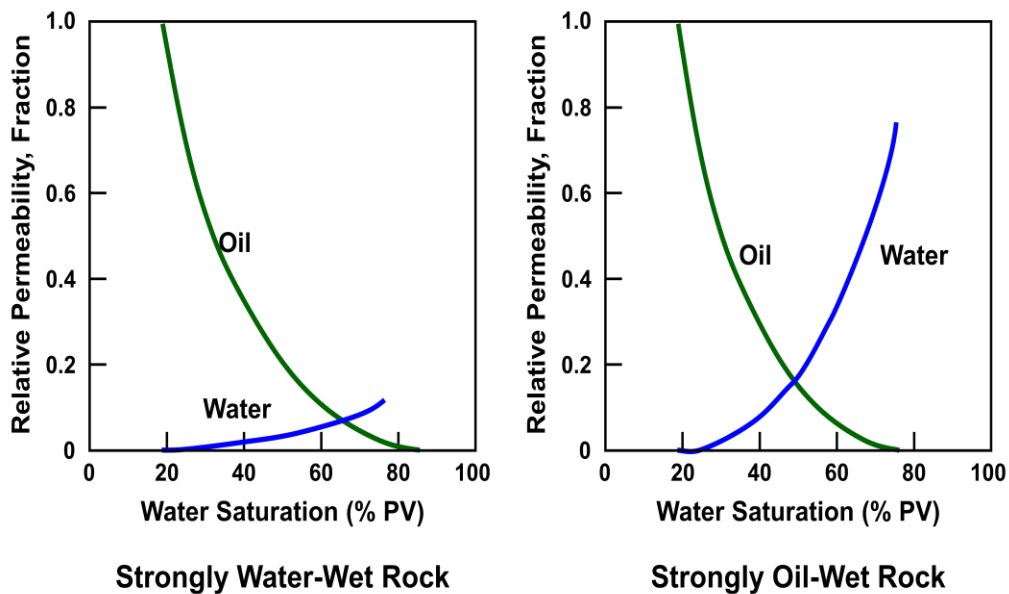 Relative Permeability, Fraction
1.0
0.8
0.6
0.4
0.2
0
Oil
Water
0 20 40 60 80 100
Water Saturation (% PV)
Strongly Water-Wet Rock
Relative Permeability, Fraction
1.0
0.8
0.6
0.4
0.2
0
Oil
Water
0 20 40 60 80 100
Water Saturation (% PV)
Strongly Oil-Wet Rock